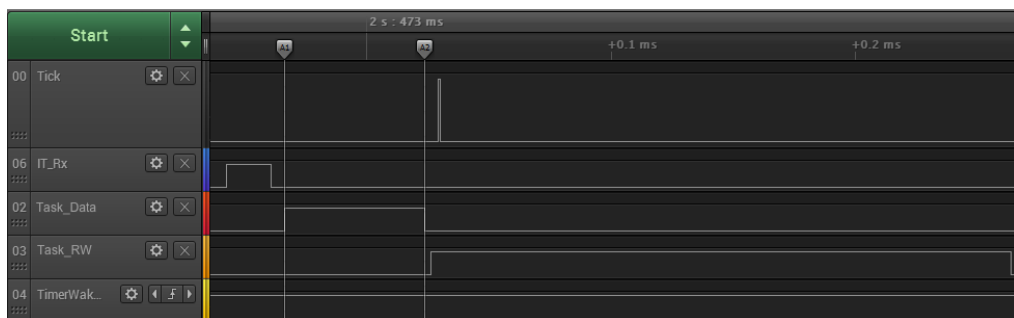 Start
2 s : 473 ms
A1
A2
+0.1 ms
+0.2 ms
00 Tick
06 IT_Rx
02 Task_Data
03 Task_RW
04 TimerWak...